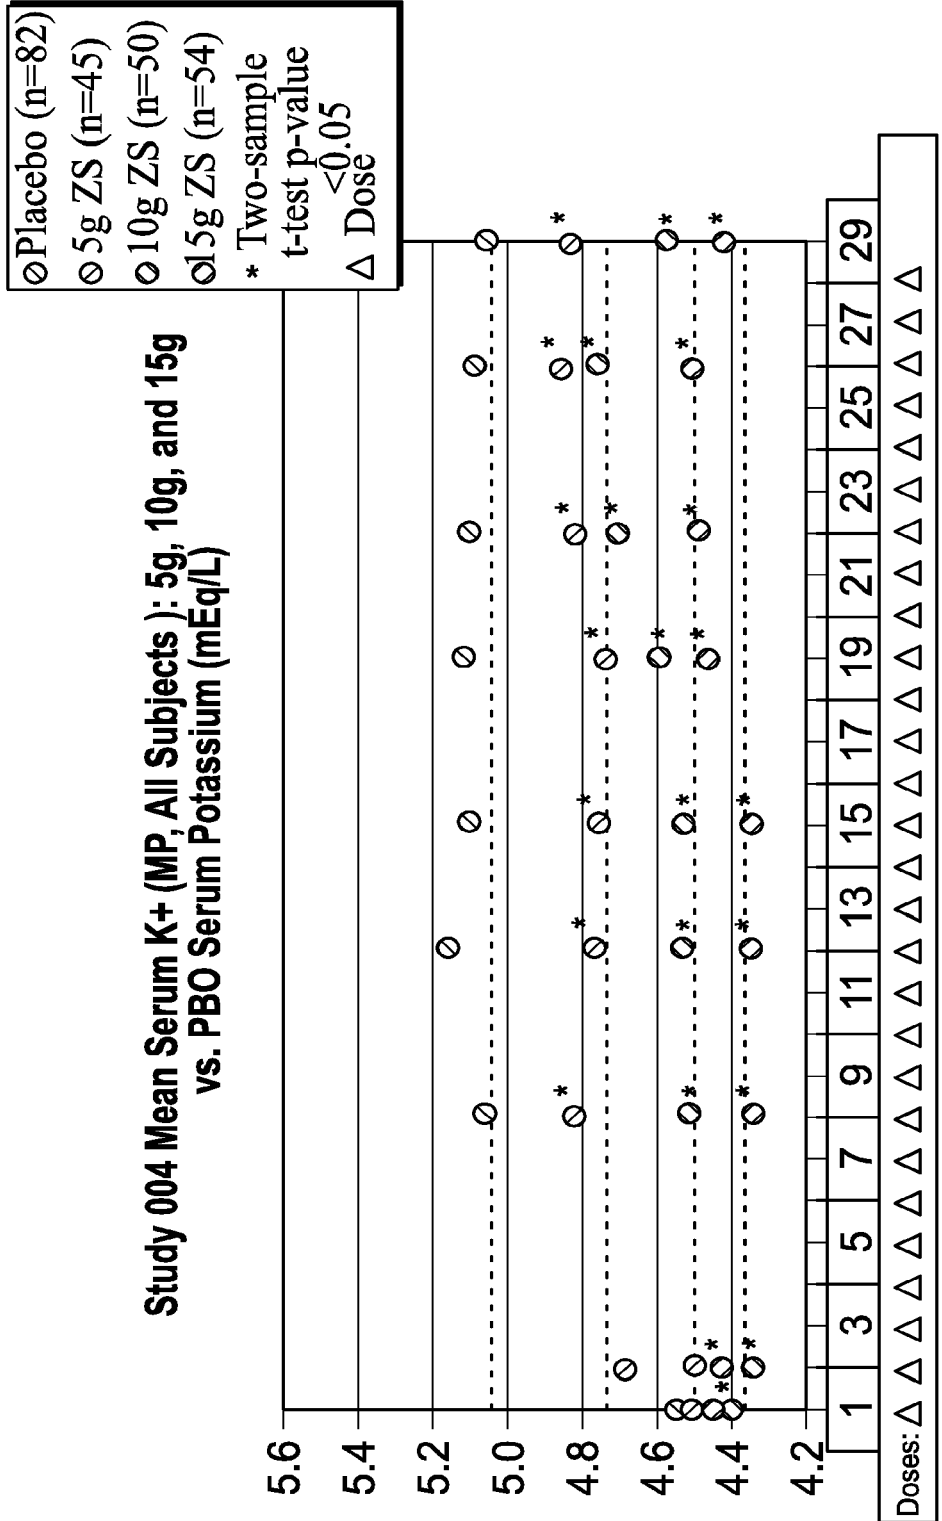 Study 004 Mean Serum K+ (MP, All Subjects ): 5g, 10g, and 15g
vs. PBO Serum Potassium (mEq/L)
Placebo (n=82)
5g ZS (n=45)
10g ZS (n=50)
15g ZS (n=54)
* Two-sample
t-test p-value
<0.05
Δ Dose
5.6
5.4
5.2
5.0
4.8
4.6
4.4
4.2
1 3 5 7 9 11 13 15 17 19 21 23 25 27 29
Doses: